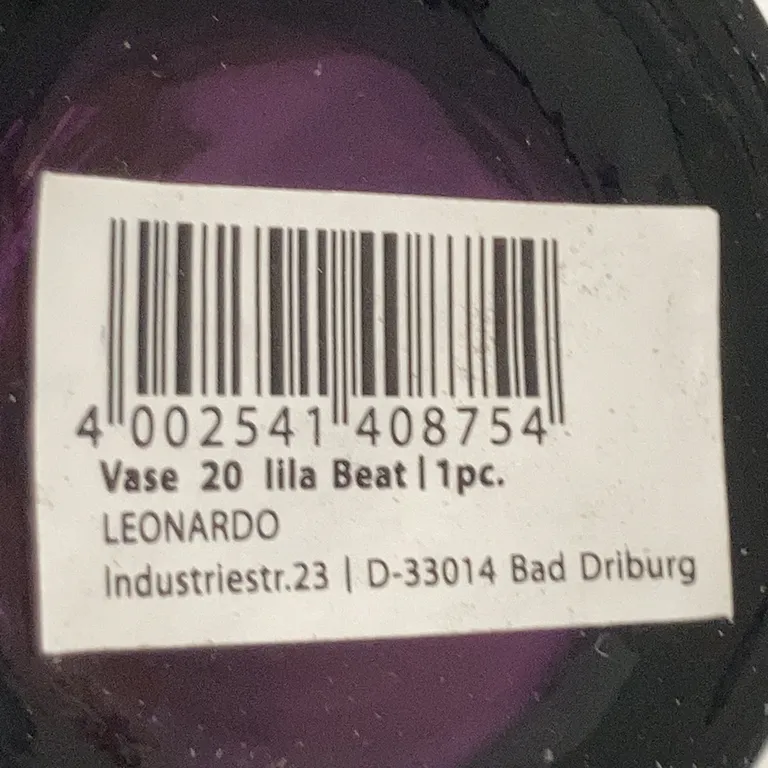 4 002541 408754
Vase 20 lila Beat | 1pc.
LEONARDO
Industriestr.23 | D-33014 Bad Driburg